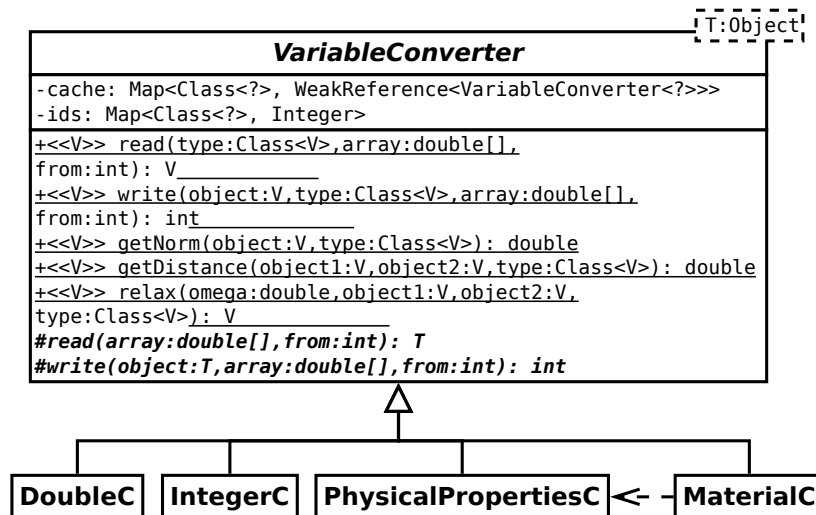 T:Object
VariableConverter
-cache: Map<Class<?>, WeakReference<VariableConverter<?>>>
-ids: Map<Class<?>, Integer>
+<<V>> read(type:Class<V>,array:double[],
from:int): V
+<<V>> write(object:V,type:Class<V>,array:double[],
from:int): int
+<<V>> getNorm(object:V,type:Class<V>): double
+<<V>> getDistance(object1:V,object2:V,type:Class<V>): double
+<<V>> relax(omega:double,object1:V,object2:V,
type:Class<V>): V
#read(array:double[],from:int): T
#write(object:T,array:double[],from:int): int
DoubleC IntegerC PhysicalPropertiesC MaterialC